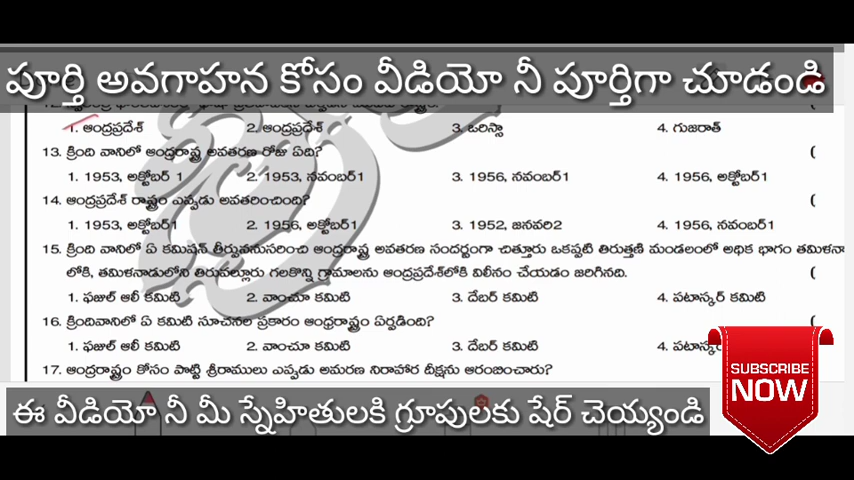 పూర్తి అవగాహన కోసం వీడియో నీ పూర్తిగా చూడండి
1. ఆంద్రప్రదేశ్ 2. ఆంద్రప్రధేశ్ 3. ఒరిస్సా 4. గుజరాత్
13. క్రింది వానిలో ఆంద్రరాష్ట్ర అవతరణ రోజు ఏది? (
1. 1953, అక్టోబర్ 1 2. 1953, నవంబర్1 3. 1956, నవంబర్1 4. 1956, అక్టోబర్1
14. ఆంద్రప్రదేశ్ రాష్ట్రం ఎప్పడు అవతరించింది? (
1. 1953, అక్టోబర్1 2. 1956, అక్టోబర్1 3. 1952, జనవరి2 4. 1956, నవంబర్1
15. క్రింది వానిలో ఏ కమిషన్ తీర్పుననుసరించి ఆంద్రరాష్ట్ర అవతరణ సందర్భంగా చిత్తూరు ఒకప్పటి తిరుత్తణి మండలంలో అధిక భాగం తమిళనా
లోకి, తమిళనాడులోని తిరువల్లూరు గలకొన్ని గ్రామాలను ఆంద్రప్రదేశ్‌లోకి విలీనం చేయడం జరిగినది. (
1. ఫజుల్ ఆలీ కమిటి 2. వాంచూ కమిటి 3. దేబర్ కమిటి 4. పటాస్కర్ కమిటి
16. క్రిందివానిలో ఏ కమిటి సూచనల ప్రకారం ఆంధ్రరాష్ట్రం ఏర్పడింది? (
1. ఫజుల్ ఆలీ కమిటి 2. వాంచూ కమిటి 3. దేబర్ కమిటి 4.
17. ఆంద్రరాష్ట్రం కోసం పొట్టి శ్రీరాములు ఎప్పడు అమరణ నిరాహార దీక్షను ఆరంబించారు?
SUBSCRIBE
NOW
ఈ వీడియో నీ మీ స్నేహితులకి గ్రూపులకు షేర్ చెయ్యండి